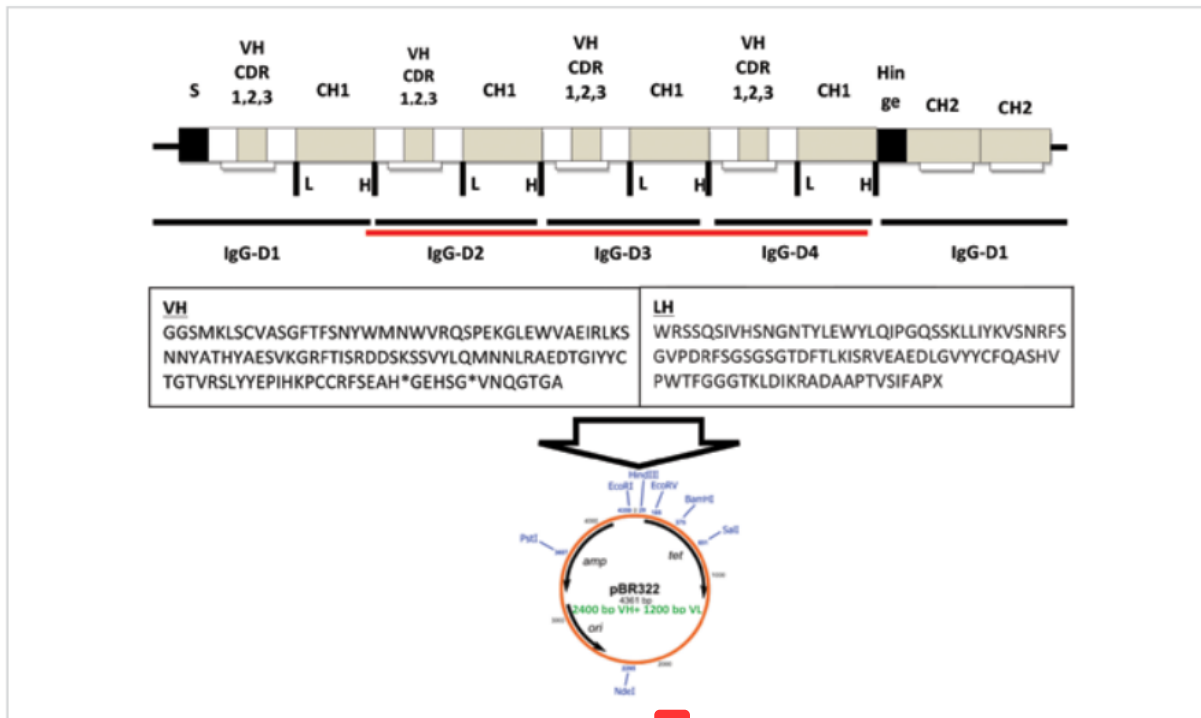 S
VH
CDR
1,2,3
CH1
VH
CDR
1,2,3
CH1
VH
CDR
1,2,3
CH1
VH
CDR
1,2,3
CH1
Hin
ge
CH2
CH2
L
H
L
H
L
H
L
H
IgG-D1
IgG-D2
IgG-D3
IgG-D4
IgG-D1
VH
GGSMKLSCVASGFTFSNYWMNWVRQSPEKGLEWVAEIRLKS
NNYATHYAESVKGRFTISRDDSKSSVYLQMNNLRAEDTGIYYC
TGTVRSLYYEPIHKPCCRFSEAH*GEHSG*VNQGTGA
LH
WRSSQSIVHSNGNTYLEWYLQIPGQSSKLLIYKVSNRFS
GVPDRFSGSGSGTDFTLKISRVEAEDLGVYYCFQASHV
PWTFGGGTKLDIKRADAAPTVSIFAPX
HindIII
EcoRI
EcoRV
BamHI
SalI
PstI
amp
tet
pBR322
4361 bp
2400 bp VH+ 1200 bp VL
ori
NdeI